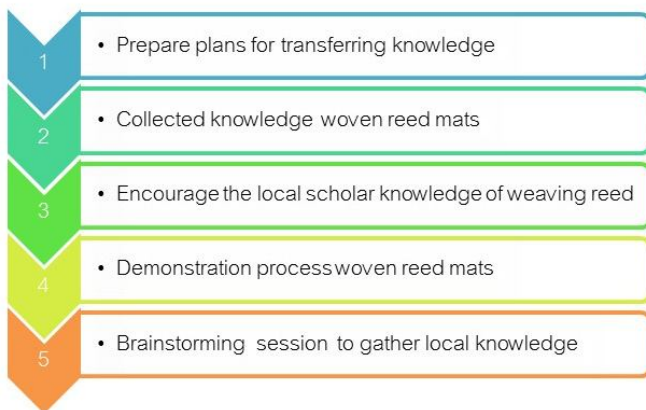 1
• Prepare plans for transferring knowledge
2
• Collected knowledge woven reed mats
3
• Encourage the local scholar knowledge of weaving reed
4
• Demonstration process woven reed mats
5
• Brainstorming session to gather local knowledge